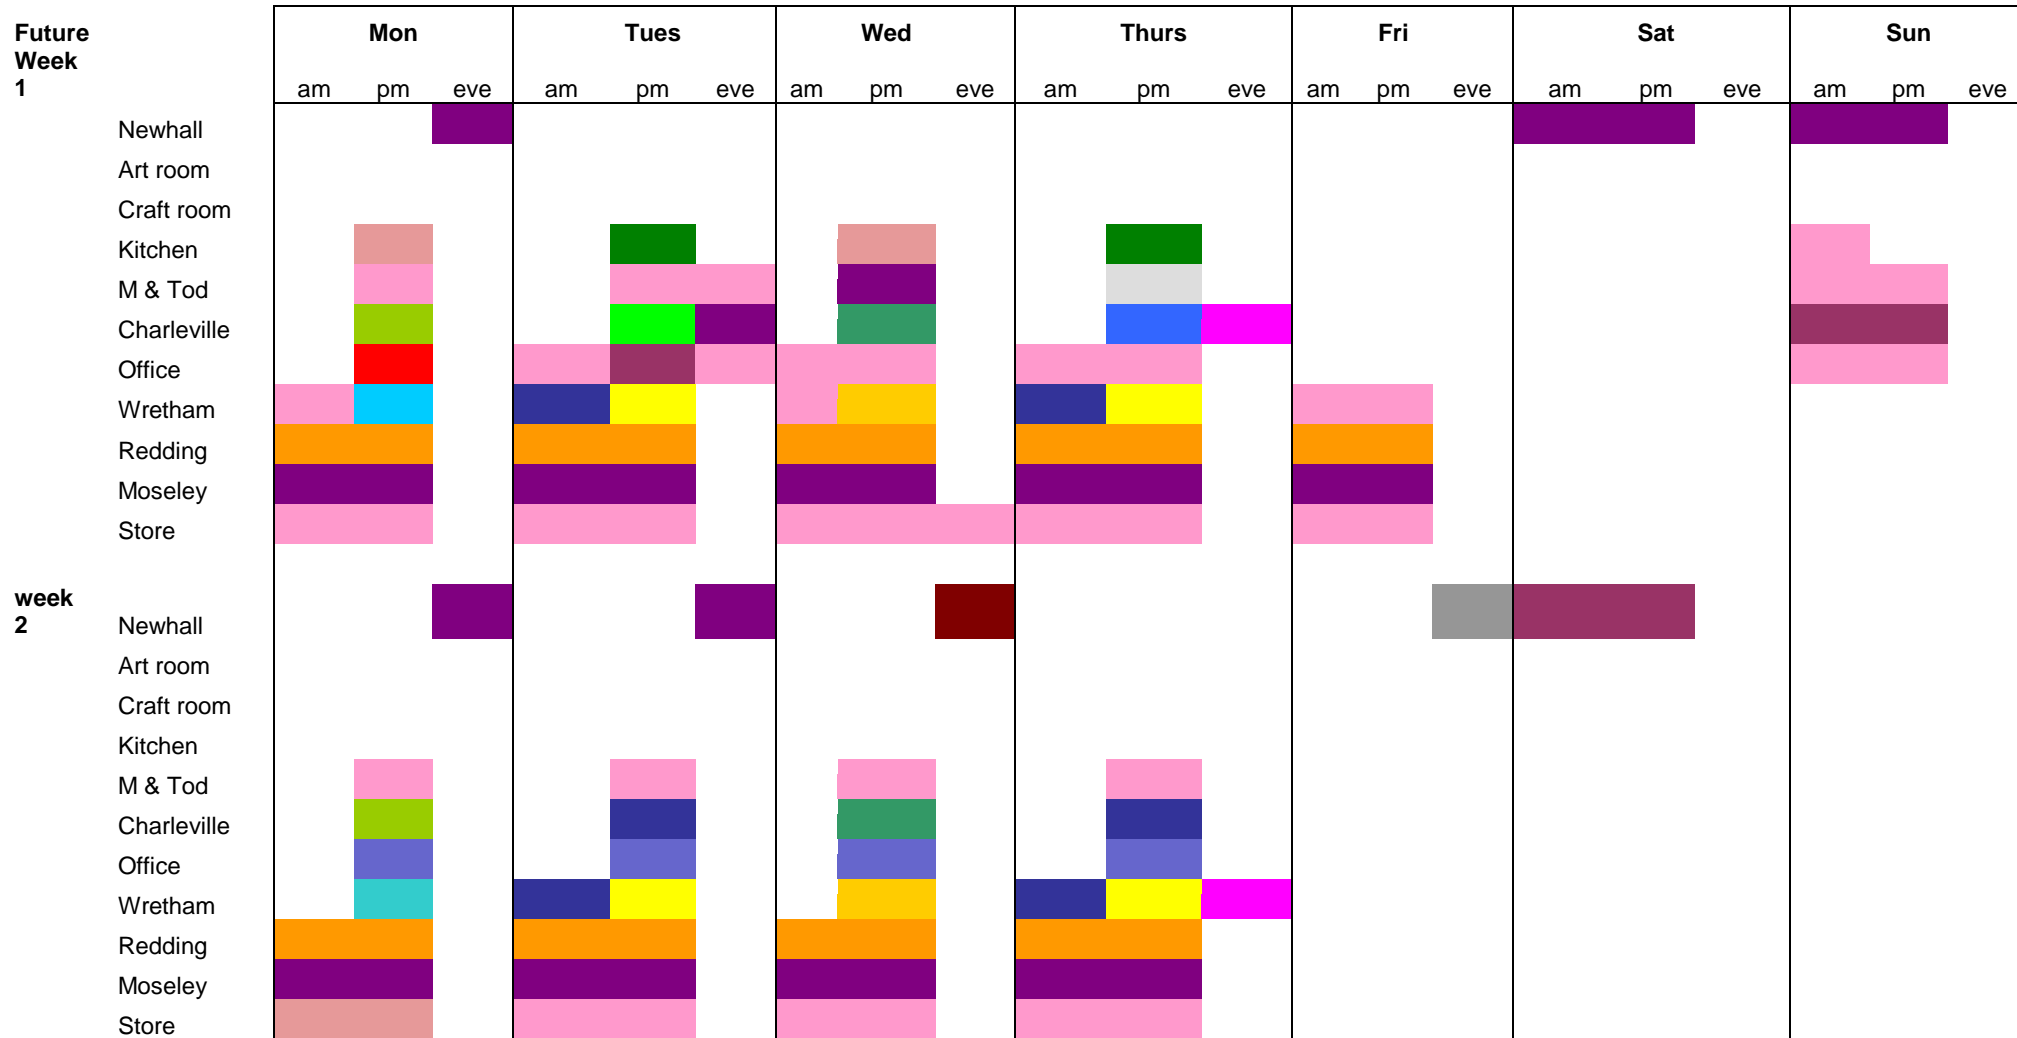 Future Mon Tues Wed Thurs Fri Sat Sun
Week
1 am pm eve am pm eve am pm eve am pm eve am pm eve am pm eve am pm eve
Newhall
Art room
Craft room
Kitchen
M & Tod
Charleville
Office
Wretham
Redding
Moseley
Store
week
2 Newhall
Art room
Craft room
Kitchen
M & Tod
Charleville
Office
Wretham
Redding
Moseley
Store